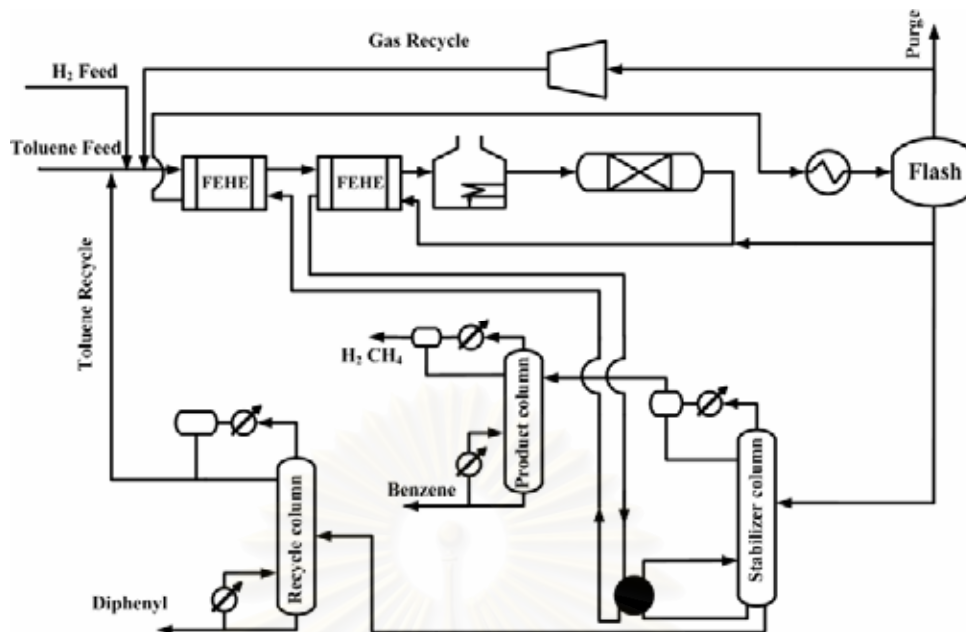 Gas Recycle
Purge
H₂ Feed
Toluene Feed
FEHE
FEHE
Flash
Toluene Recycle
H₂ CH₄
Product column
Benzene
Stabilizer column
Recycle column
Diphenyl